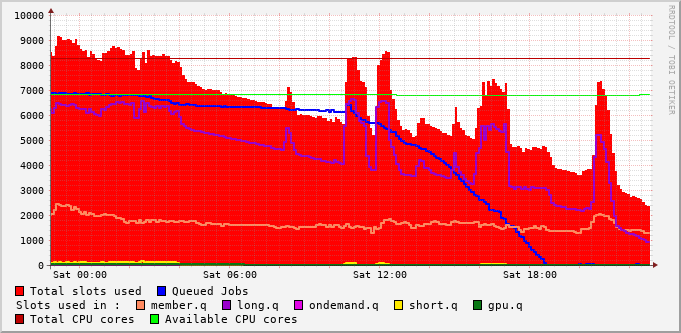 10000
9000
8000
7000
6000
5000
4000
3000
2000
1000
0
Sat 00:00 Sat 06:00 Sat 12:00 Sat 18:00
RRDTOOL / TOBI OETIKER
Total slots used Queued Jobs
Slots used in : member.q long.q ondemand.q short.q gpu.q
Total CPU cores Available CPU cores